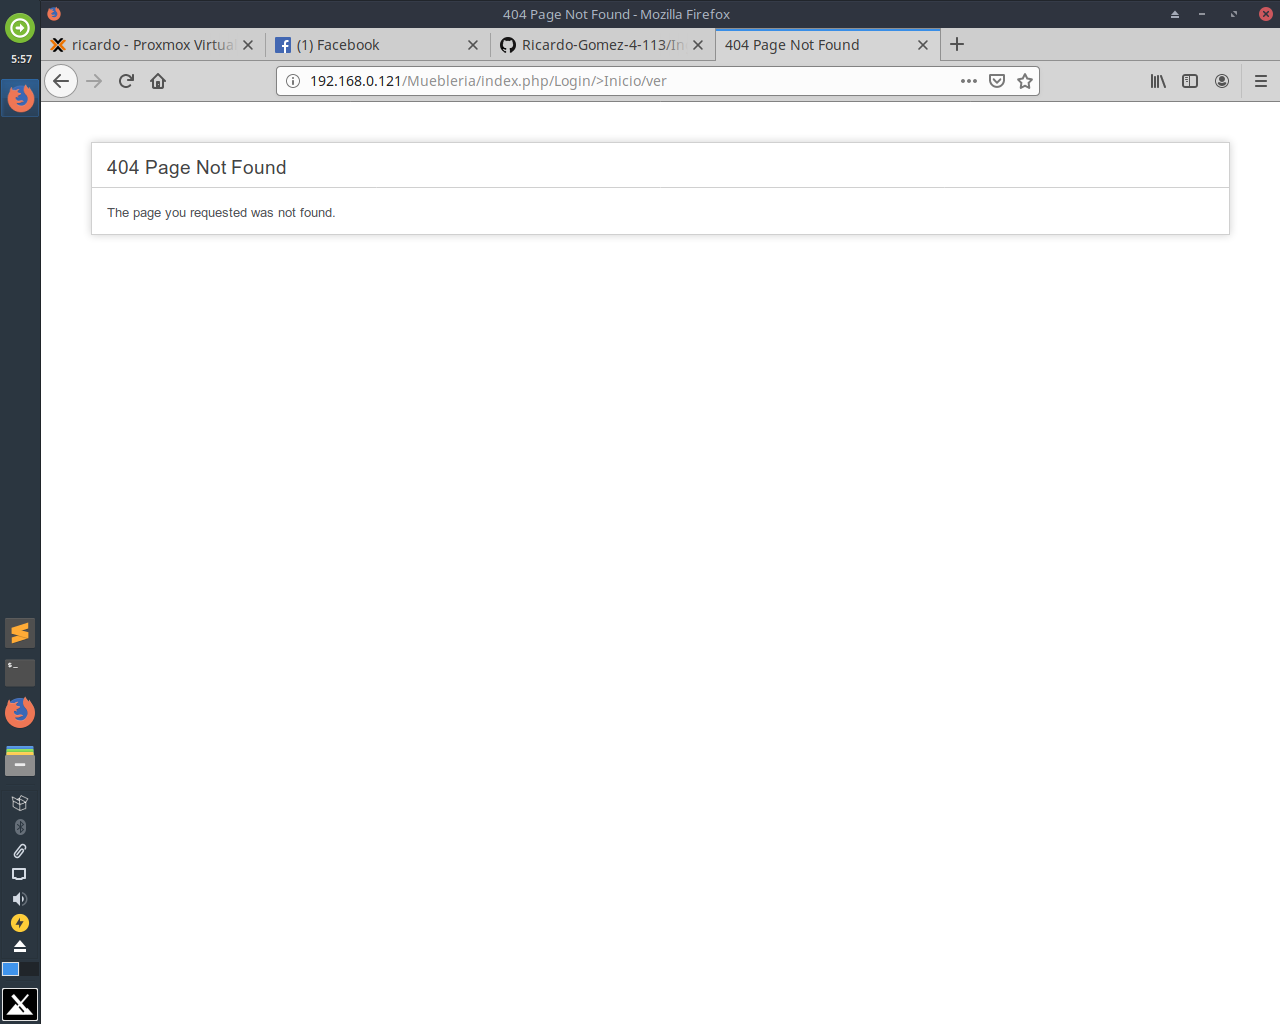 404 Page Not Found - Mozilla Firefox
5:57
ricardo - Proxmox Virtua
(1) Facebook
Ricardo-Gomez-4-113/In
404 Page Not Found
192.168.0.121/Muebleria/index.php/Login/>Inicio/ver
404 Page Not Found
The page you requested was not found.
$_